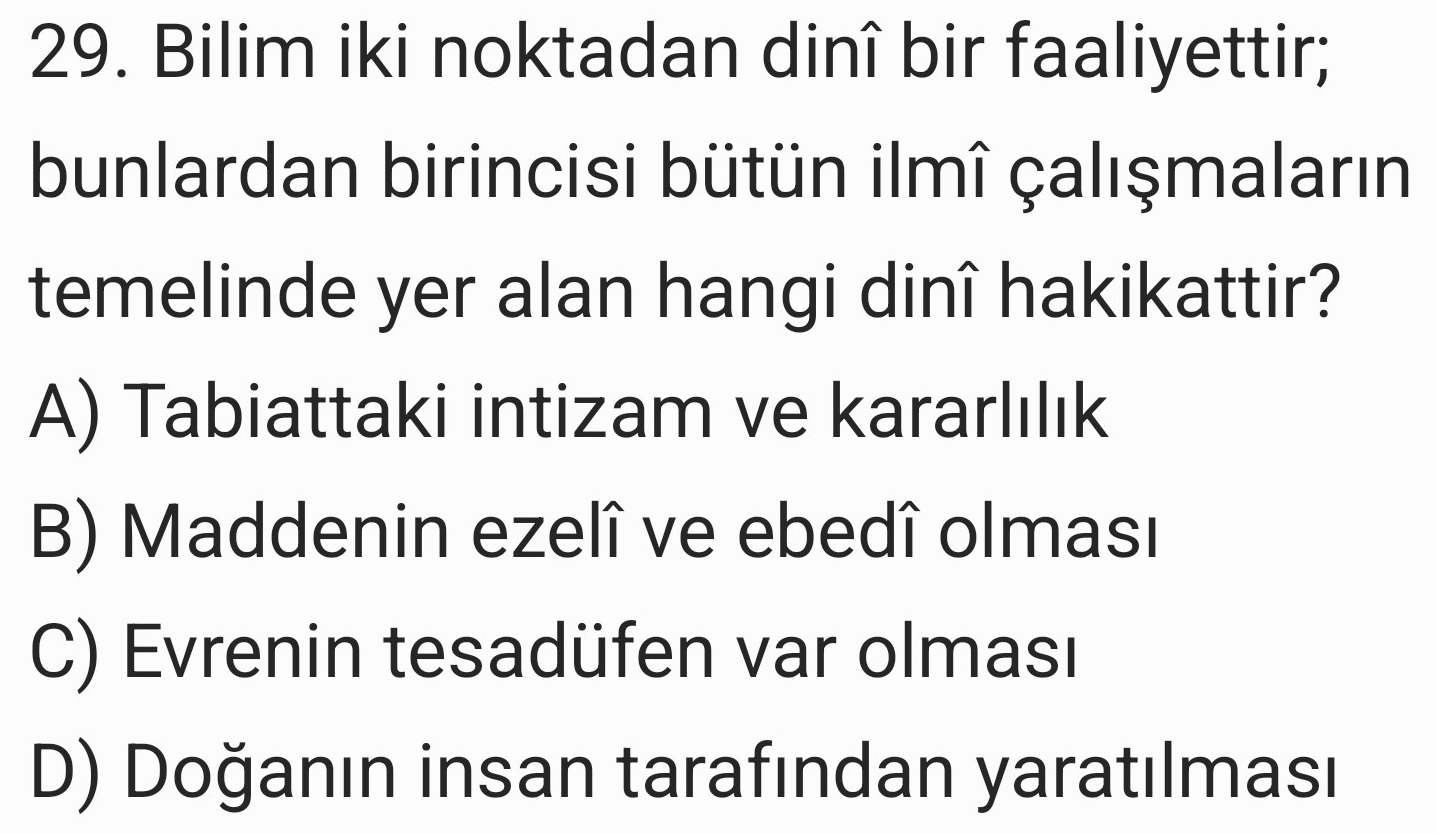 29. Bilim iki noktadan dinî bir faaliyettir;
bunlardan birincisi bütün ilmî çalışmaların
temelinde yer alan hangi dinî hakikattir?
A) Tabiattaki intizam ve kararlılık
B) Maddenin ezelî ve ebedî olması
C) Evrenin tesadüfen var olması
D) Doğanın insan tarafından yaratılması